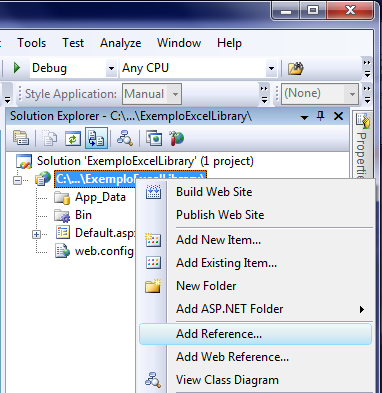 Tools Test Analyze Window Help
Debug Any CPU
Style Application: Manual (None)
Solution Explorer - C:\...\ExemploExcelLibrary\
Properties
Solution 'ExemploExcelLibrary' (1 project)
C:\...\ExemploExcelLibrary\
App_Data
Bin
Default.asp
web.config
Build Web Site
Publish Web Site
Add New Item...
Add Existing Item...
New Folder
Add ASP.NET Folder
Add Reference...
Add Web Reference...
View Class Diagram